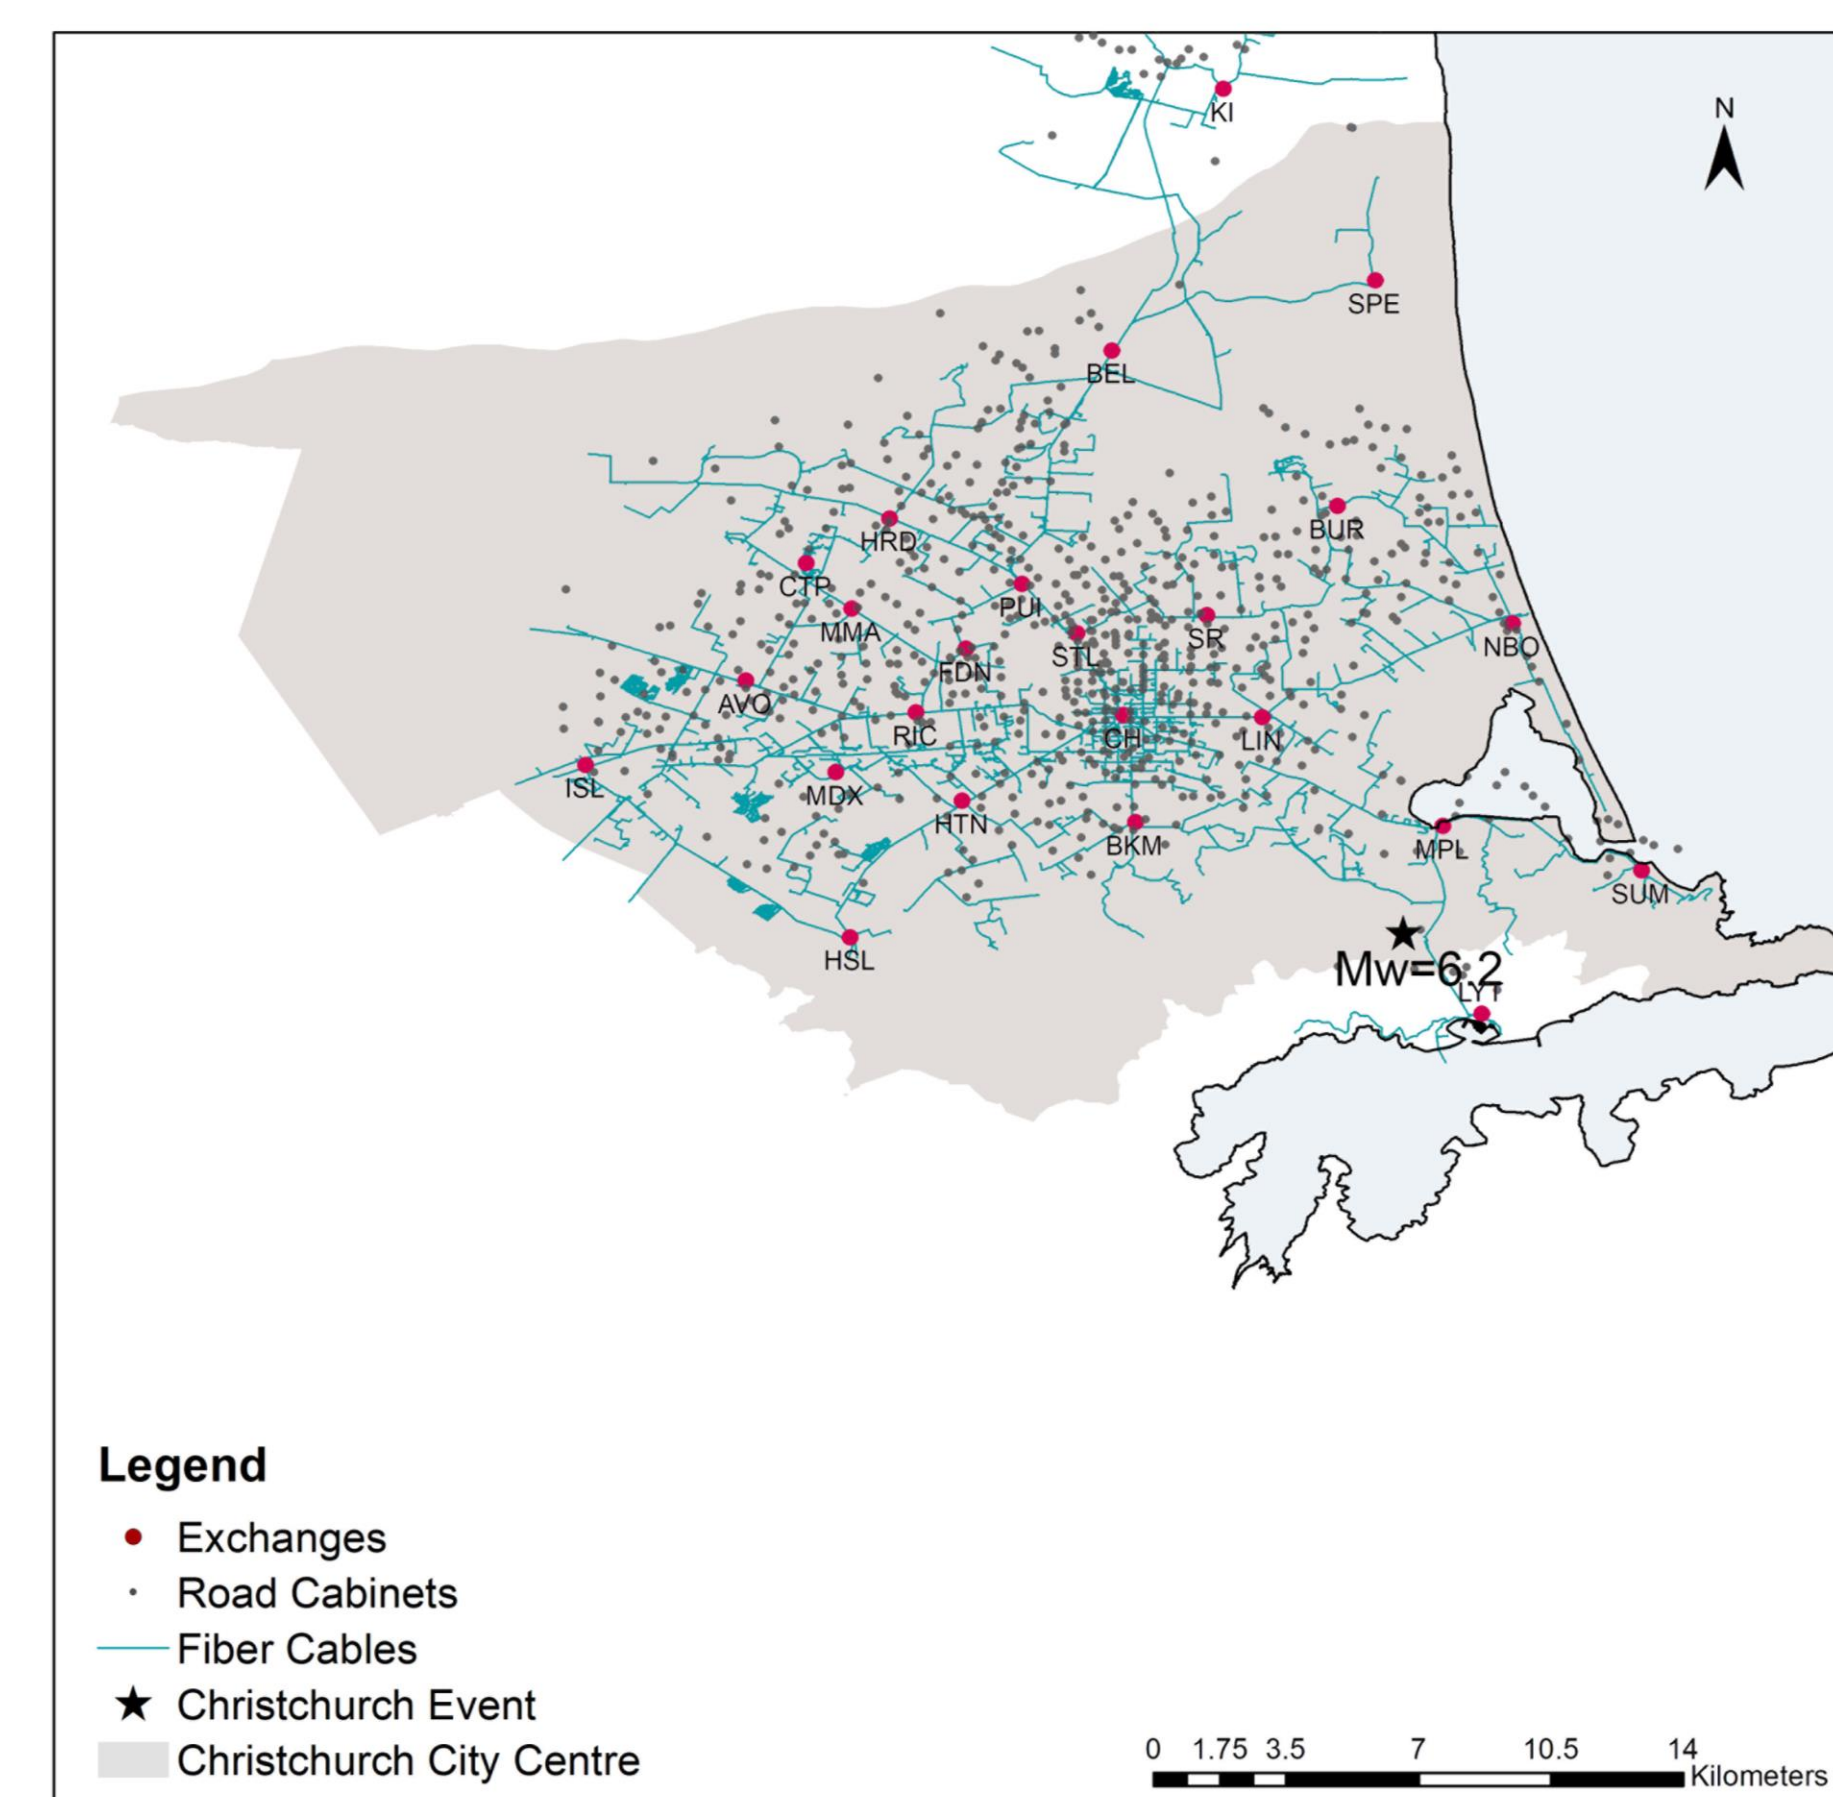 N
KI
SPE
BEL
BUR
HRD
CTP
PUI
MMA
SR
NBO
STL
FDN
AVO
RIC
CH
LIN
ISL
MDX
HTN
BKM
MPL
SUM
HSL
Mw=6.2
LYT
Legend
Exchanges
Road Cabinets
Fiber Cables
Christchurch Event
Christchurch City Centre
0 1.75 3.5 7 10.5 14
Kilometers